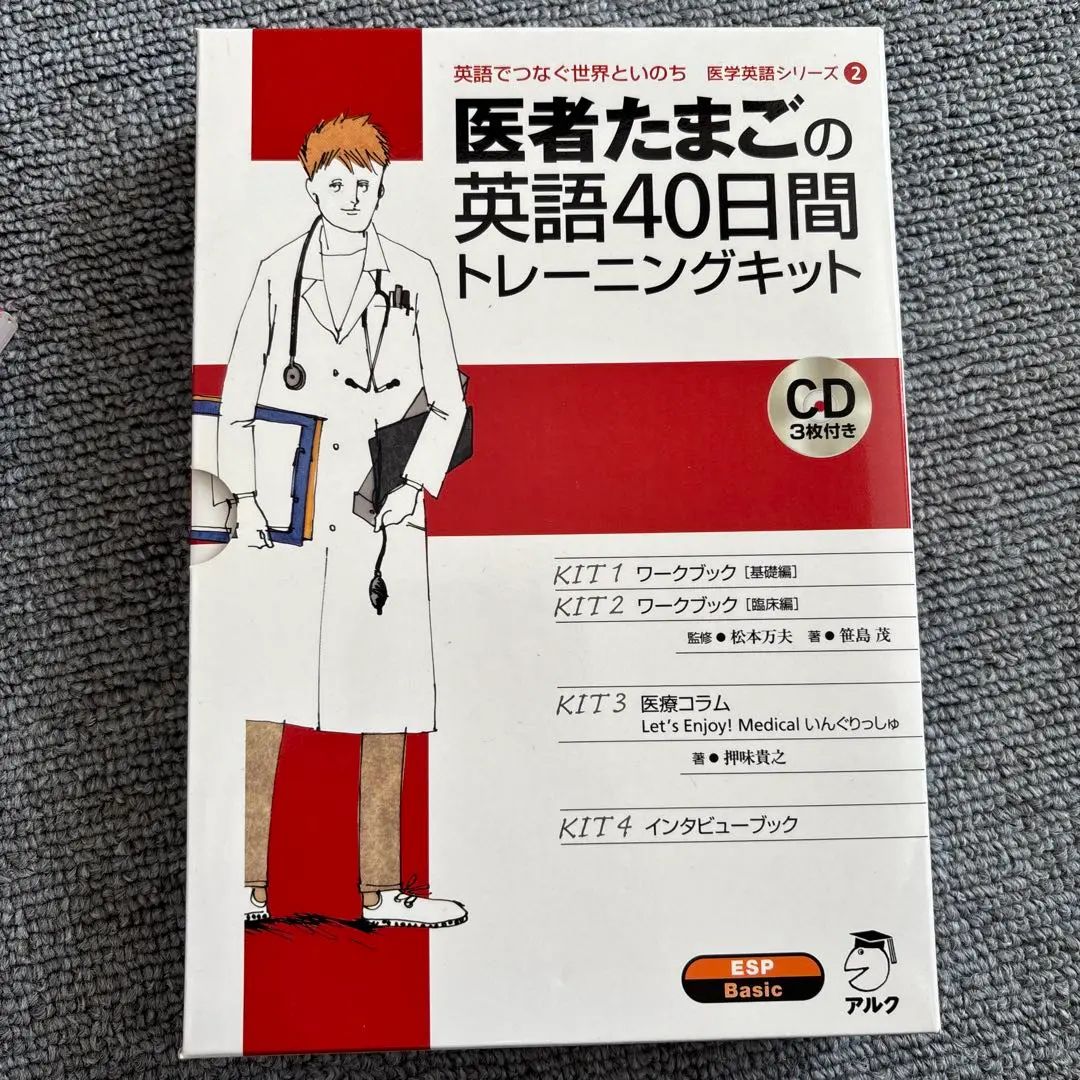 英語でつなぐ世界といのち 医学英語シリーズ2
医者たまごの
英語40日間
トレーニングキット
CD
3枚付き
KIT1 ワークブック [基礎編]
KIT2 ワークブック [臨床編]
監修●松本万夫 著●笹島 茂
KIT3 医療コラム
Let's Enjoy! Medical いんぐりっしゅ
著●押味貴之
KIT4 インタビューブック
ESP
Basic
アルク